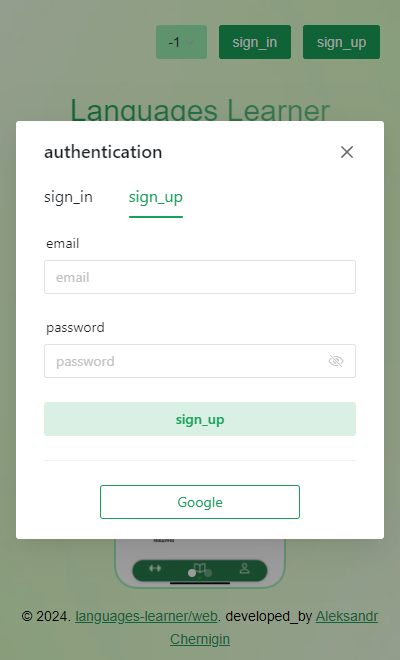 -1
sign_in
sign_up
Languages Learner
authentication
sign_in
sign_up
email
email
password
password
sign_up
Google
© 2024. languages-learner/web. developed_by Aleksandr
Chernigin